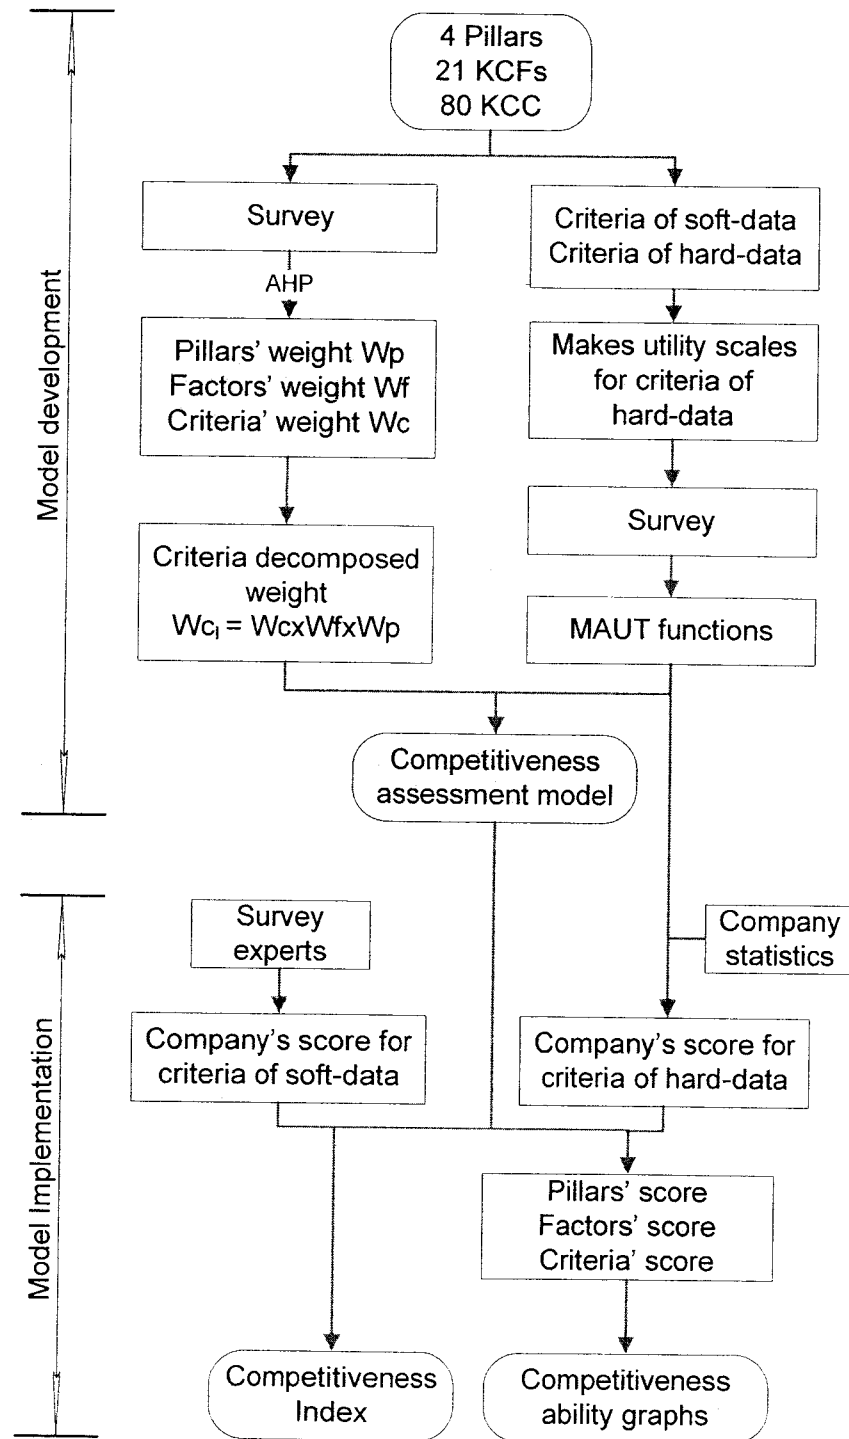 4 Pillars
21 KCFs
80 KCC
Survey
Criteria of soft-data
Criteria of hard-data
AHP
Pillars' weight Wp
Factors' weight Wf
Criteria' weight Wc
Makes utility scales
for criteria of
hard-data
Survey
Criteria decomposed
weight
Wcı = WcxWfxWp
MAUT functions
Model development
Competitiveness
assessment model
Survey
experts
Company
statistics
Company's score for
criteria of soft-data
Company's score for
criteria of hard-data
Model Implementation
Pillars' score
Factors' score
Criteria' score
Competitiveness
Index
Competitiveness
ability graphs